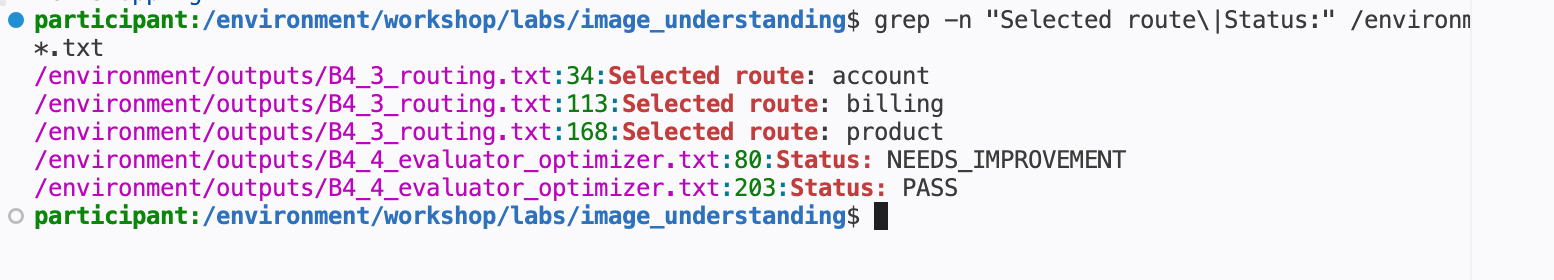 participant:/environment/workshop/labs/image_understanding$ grep -n "Selected route\|Status:" /environm
*.txt
/environment/outputs/B4_3_routing.txt:34:Selected route: account
/environment/outputs/B4_3_routing.txt:113:Selected route: billing
/environment/outputs/B4_3_routing.txt:168:Selected route: product
/environment/outputs/B4_4_evaluator_optimizer.txt:80:Status: NEEDS_IMPROVEMENT
/environment/outputs/B4_4_evaluator_optimizer.txt:203:Status: PASS
participant:/environment/workshop/labs/image_understanding$